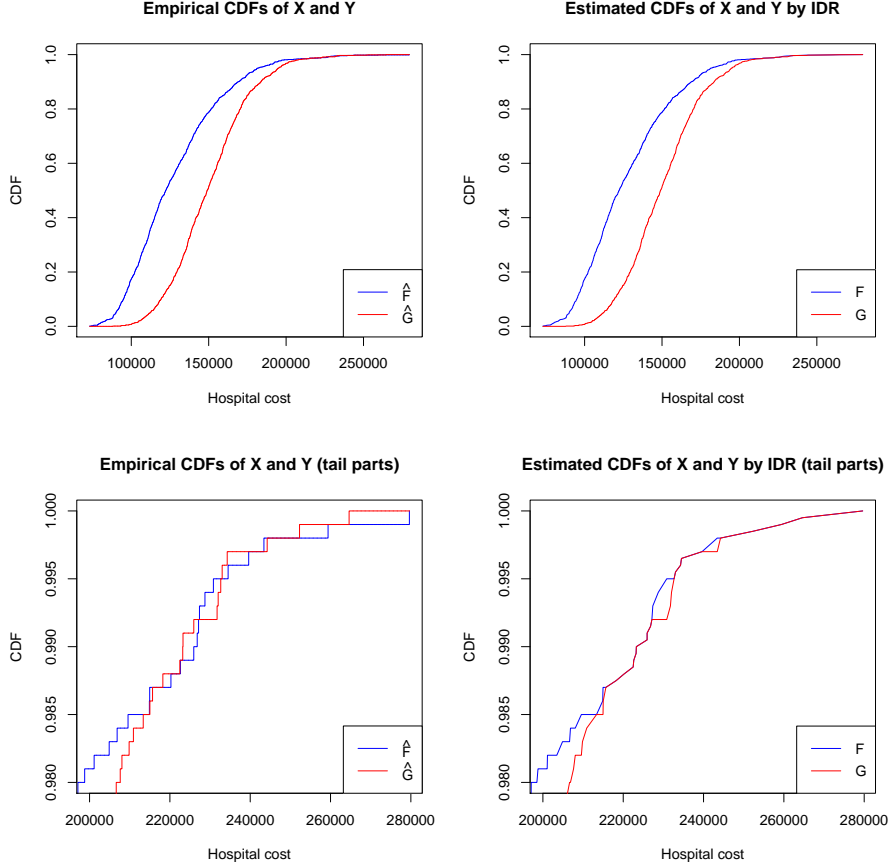 Empirical CDFs of X and Y
CDF
0.0 0.2 0.4 0.6 0.8 1.0
100000 150000 200000 250000
Hospital cost
F̂
Ĝ
Estimated CDFs of X and Y by IDR
CDF
0.0 0.2 0.4 0.6 0.8 1.0
100000 150000 200000 250000
Hospital cost
F
G
Empirical CDFs of X and Y (tail parts)
CDF
0.980 0.985 0.990 0.995 1.000
200000 220000 240000 260000 280000
Hospital cost
F̂
Ĝ
Estimated CDFs of X and Y by IDR (tail parts)
CDF
0.980 0.985 0.990 0.995 1.000
200000 220000 240000 260000 280000
Hospital cost
F
G